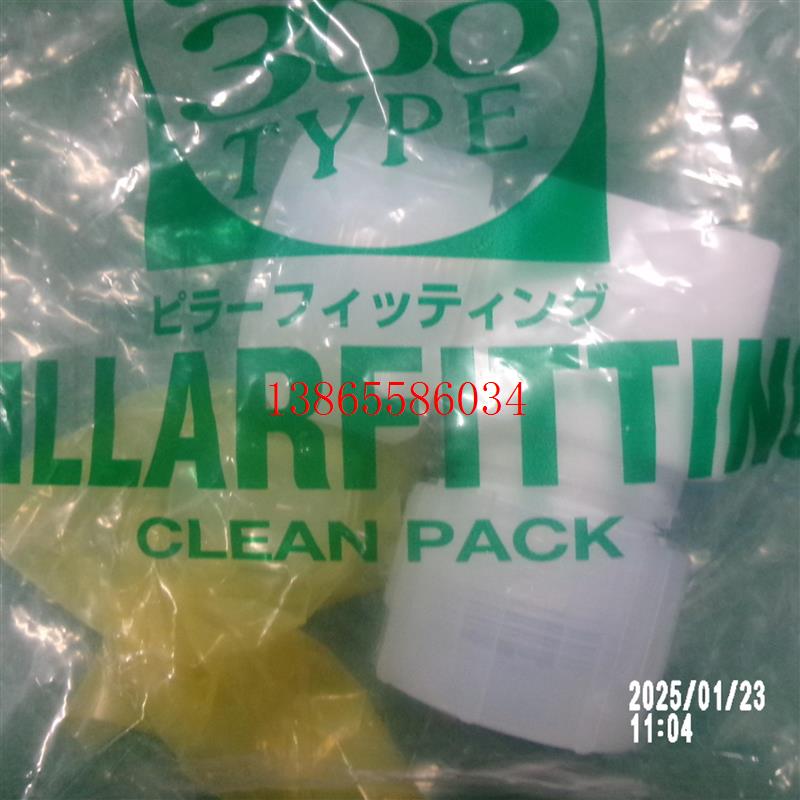 300
TYPE
ピラーフィッティング
ILLARFITTING
13865586034
CLEAN PACK
2025/01/23
11:04